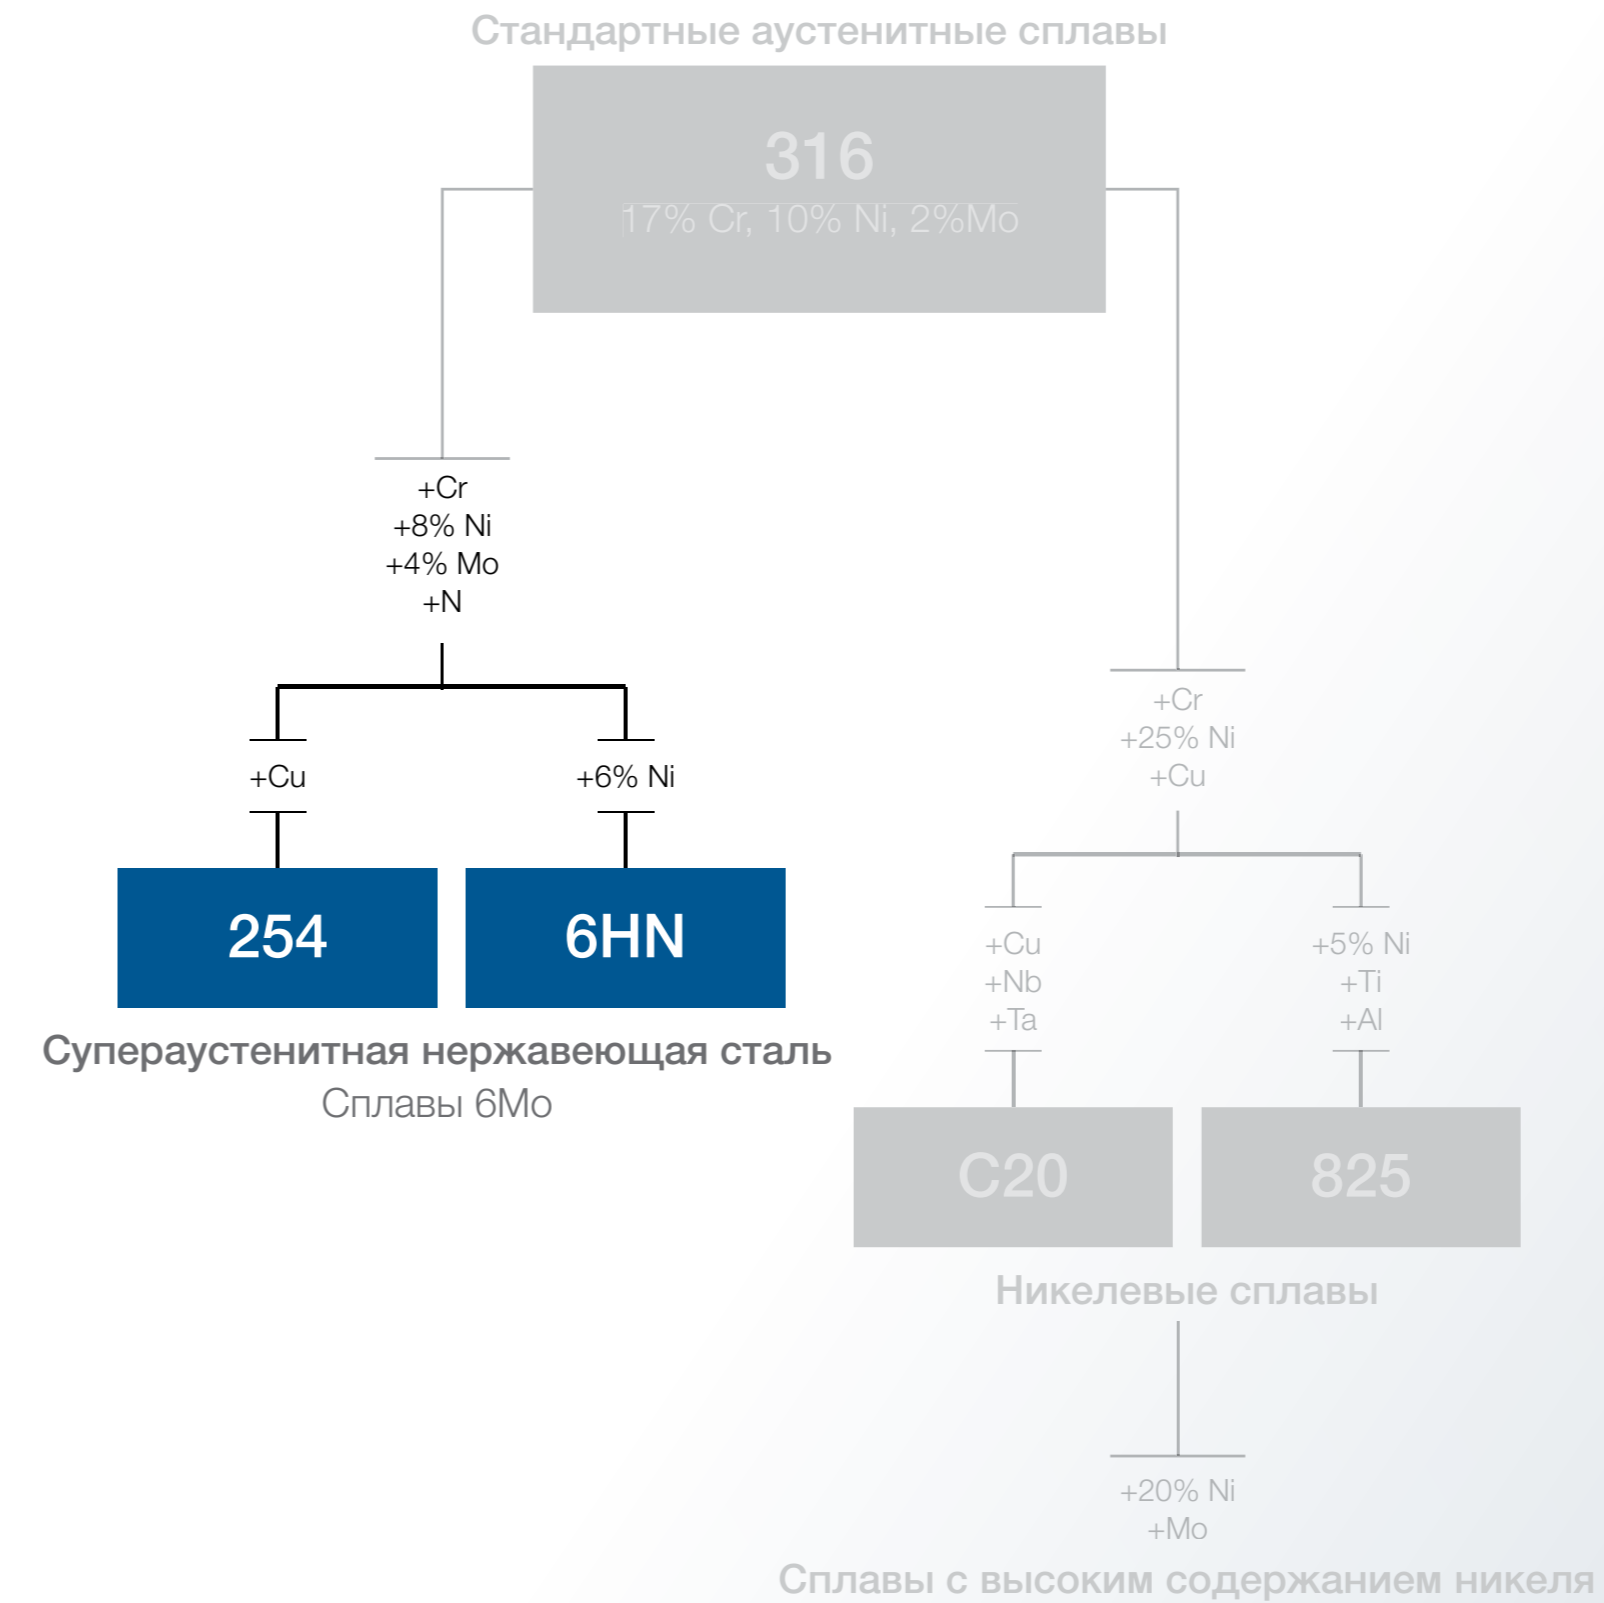 Стандартные аустенитные сплавы
316
17% Cr, 10% Ni, 2%Mo
+Cr
+8% Ni
+4% Mo
+N
+Cu
+6% Ni
254
6HN
Супераустенитная нержавеющая сталь
Сплавы 6Mo
+Cr
+25% Ni
+Cu
+Cu
+Nb
+Ta
+5% Ni
+Ti
+Al
C20
825
Никелевые сплавы
+20% Ni
+Mo
Сплавы с высоким содержанием никеля